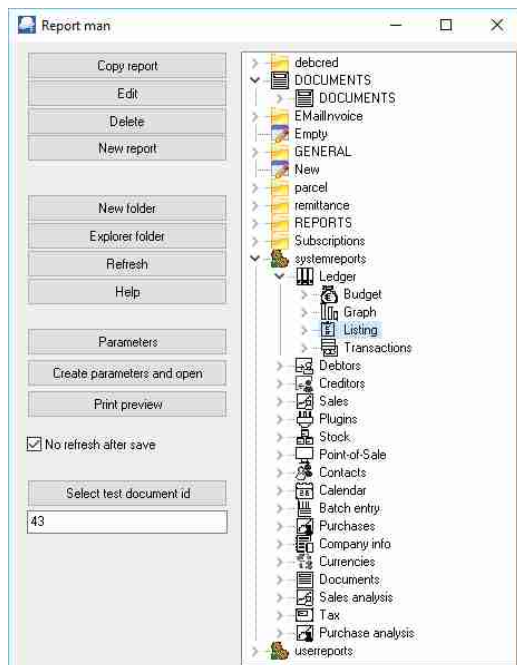 Report man
Copy report
Edit
Delete
New report
New folder
Explorer folder
Refresh
Help
Parameters
Create parameters and open
Print preview
No refresh after save
Select test document id
43
debcred
DOCUMENTS
DOCUMENTS
EMailInvoice
Empty
GENERAL
New
parcel
remittance
REPORTS
Subscriptions
systemreports
Ledger
Budget
Graph
Listing
Transactions
Debtors
Creditors
Sales
Plugins
Stock
Point-of-Sale
Contacts
Calendar
Batch entry
Purchases
Company info
Currencies
Documents
Sales analysis
Tax
Purchase analysis
userreports